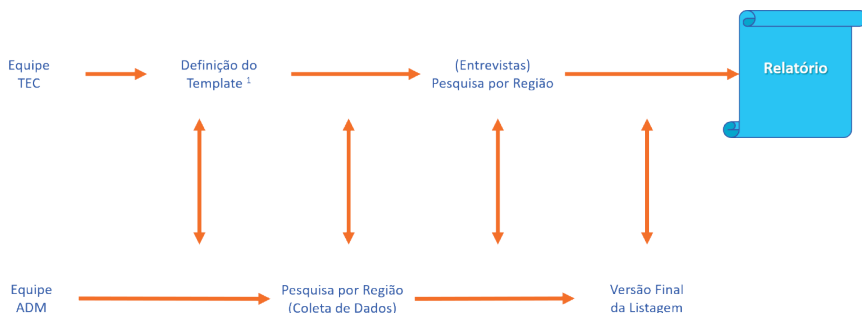 Equipe
TEC
Definição do
Template ¹
(Entrevistas)
Pesquisa por Região
Relatório
Equipe
ADM
Pesquisa por Região
(Coleta de Dados)
Versão Final
da Listagem